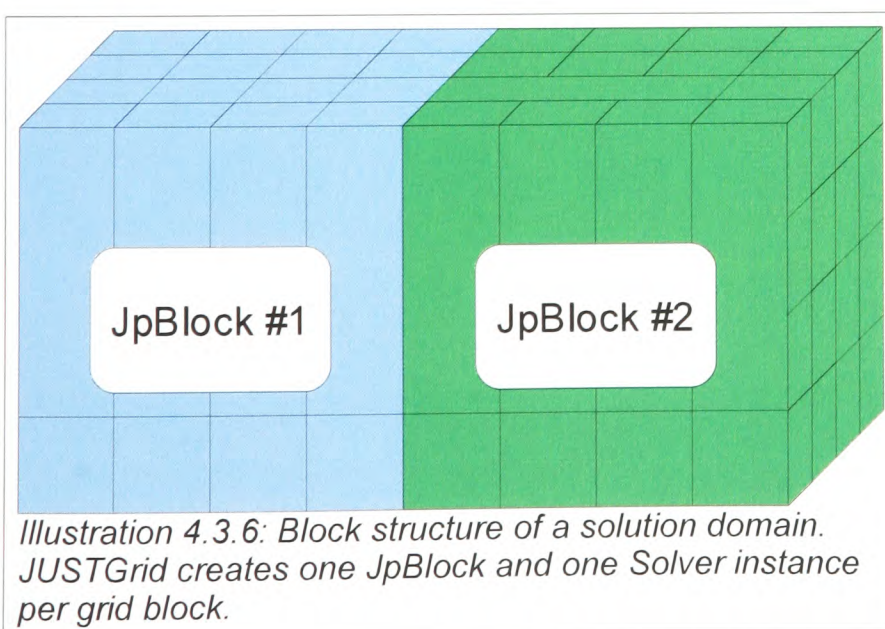 JpBlock #1
JpBlock #2
Illustration 4.3.6: Block structure of a solution domain.
JUSTGrid creates one JpBlock and one Solver instance
per grid block.